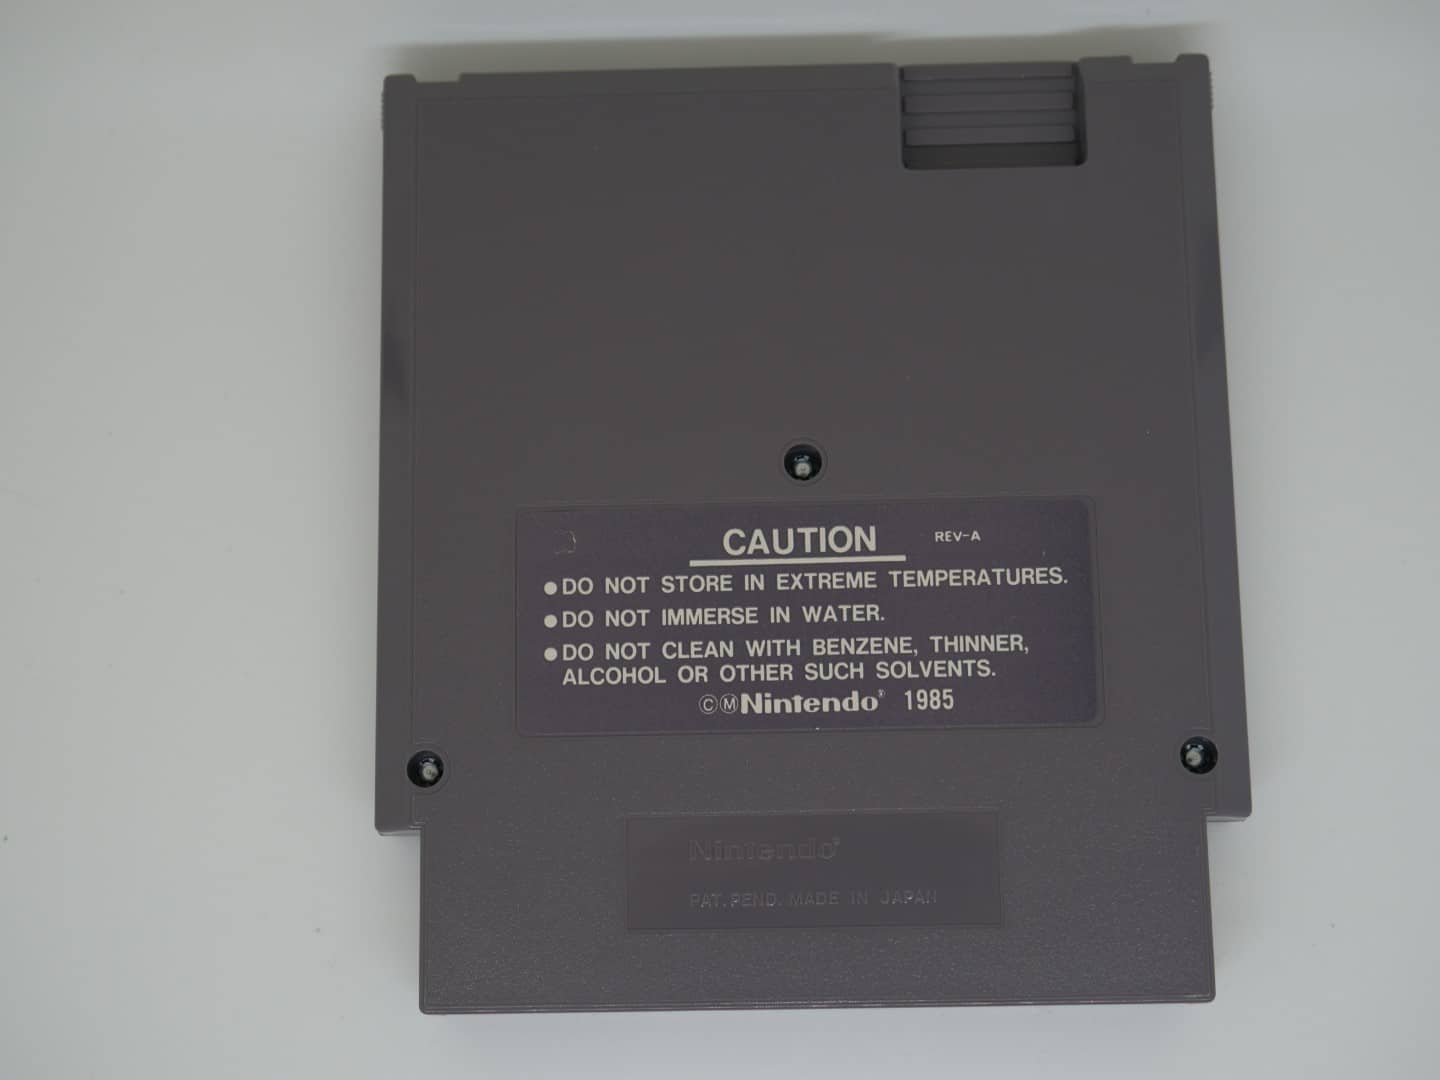 CAUTION REV-A
●DO NOT STORE IN EXTREME TEMPERATURES.
●DO NOT IMMERSE IN WATER.
●DO NOT CLEAN WITH BENZENE, THINNER,
ALCOHOL OR OTHER SUCH SOLVENTS.
ⒸⓂNintendo® 1985
Nintendo®
PAT. PEND. MADE IN JAPAN